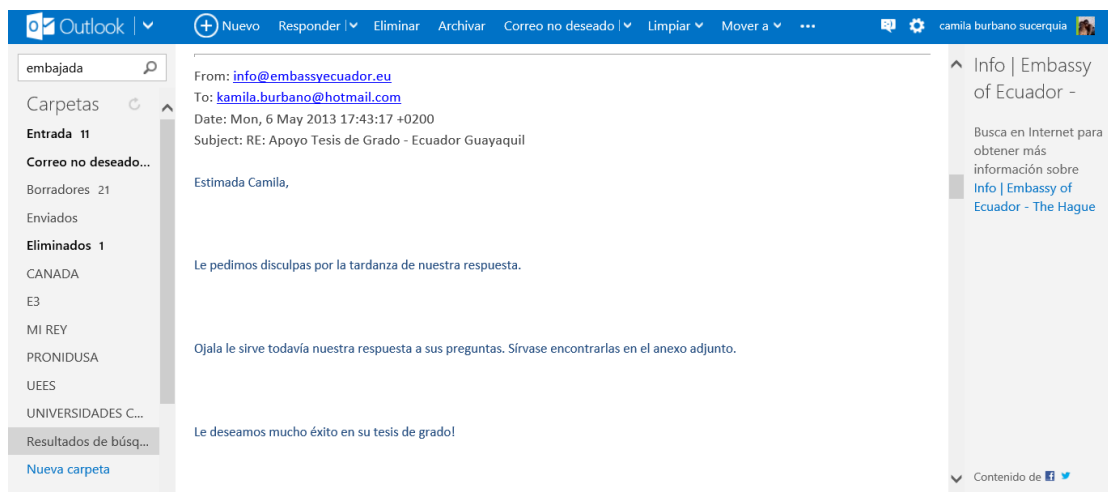 Outlook
Nuevo Responder Eliminar Archivar Correo no deseado Limpiar Mover a ...
camila burbano sucerquia
embajada
Carpetas
Entrada 11
Correo no deseado...
Borradores 21
Enviados
Eliminados 1
CANADA
E3
MI REY
PRONIDUSA
UEES
UNIVERSIDADES C...
Resultados de búsq...
Nueva carpeta
From: info@embassyecuador.eu
To: kamila.burbano@hotmail.com
Date: Mon, 6 May 2013 17:43:17 +0200
Subject: RE: Apoyo Tesis de Grado - Ecuador Guayaquil
Estimada Camila,
Le pedimos disculpas por la tardanza de nuestra respuesta.
Ojala le sirve todavía nuestra respuesta a sus preguntas. Sírvase encontrarlas en el anexo adjunto.
Le deseamos mucho éxito en su tesis de grado!
Info | Embassy
of Ecuador -
Busca en Internet para
obtener más
información sobre
Info | Embassy of
Ecuador - The Hague
Contenido de